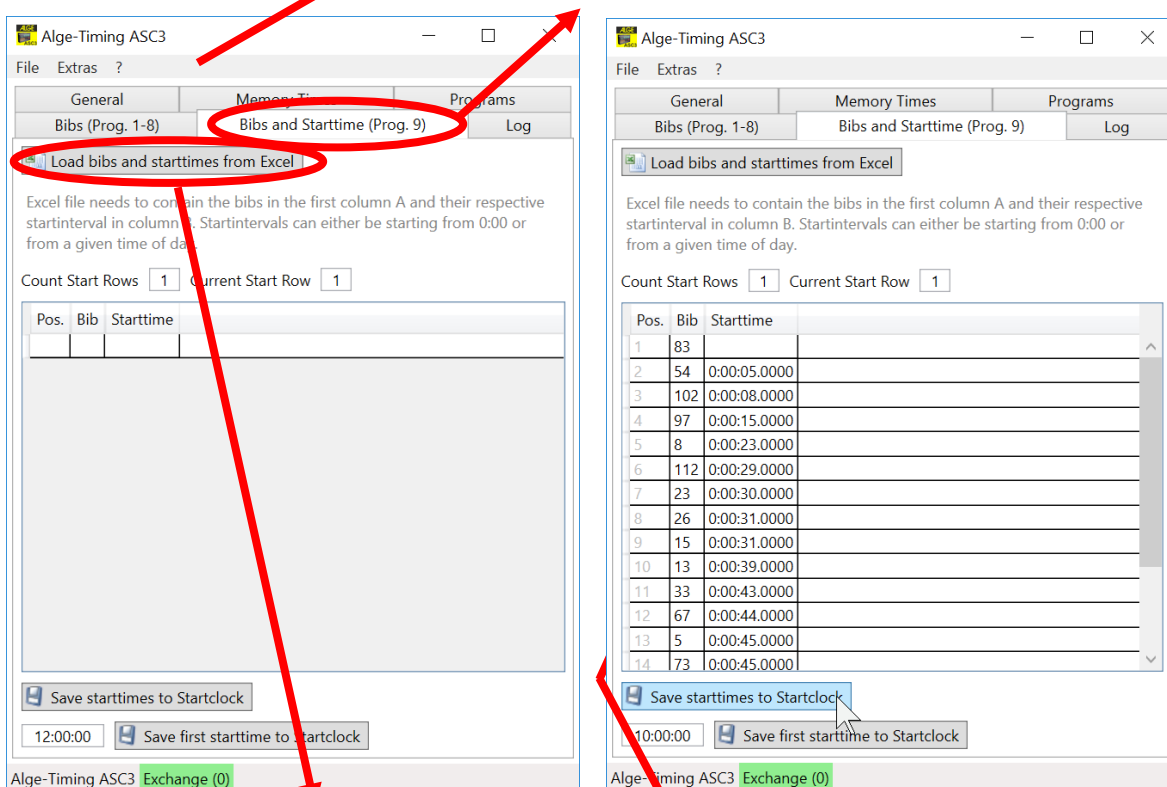 Alge-Timing ASC3
File Extras ?
General Memory Times Programs
Bibs (Prog. 1-8) Bibs and Starttime (Prog. 9) Log
Load bibs and starttimes from Excel
Excel file needs to contain the bibs in the first column A and their respective
startinterval in column B. Startintervals can either be starting from 0:00 or
from a given time of day.
Count Start Rows 1 Current Start Row 1
Pos. Bib Starttime
Save starttimes to Startclock
12:00:00 Save first starttime to Startclock
Alge-Timing ASC3 Exchange (0)
Alge-Timing ASC3
File Extras ?
General Memory Times Programs
Bibs (Prog. 1-8) Bibs and Starttime (Prog. 9) Log
Load bibs and starttimes from Excel
Excel file needs to contain the bibs in the first column A and their respective
startinterval in column B. Startintervals can either be starting from 0:00 or
from a given time of day.
Count Start Rows 1 Current Start Row 1
Pos. Bib Starttime
1 83
2 54 0:00:05.0000
3 102 0:00:08.0000
4 97 0:00:15.0000
5 8 0:00:23.0000
6 112 0:00:29.0000
7 23 0:00:30.0000
8 26 0:00:31.0000
9 15 0:00:31.0000
10 13 0:00:39.0000
11 33 0:00:43.0000
12 67 0:00:44.0000
13 5 0:00:45.0000
14 73 0:00:45.0000
Save starttimes to Startclock
10:00:00 Save first starttime to Startclock
Alge-Timing ASC3 Exchange (0)